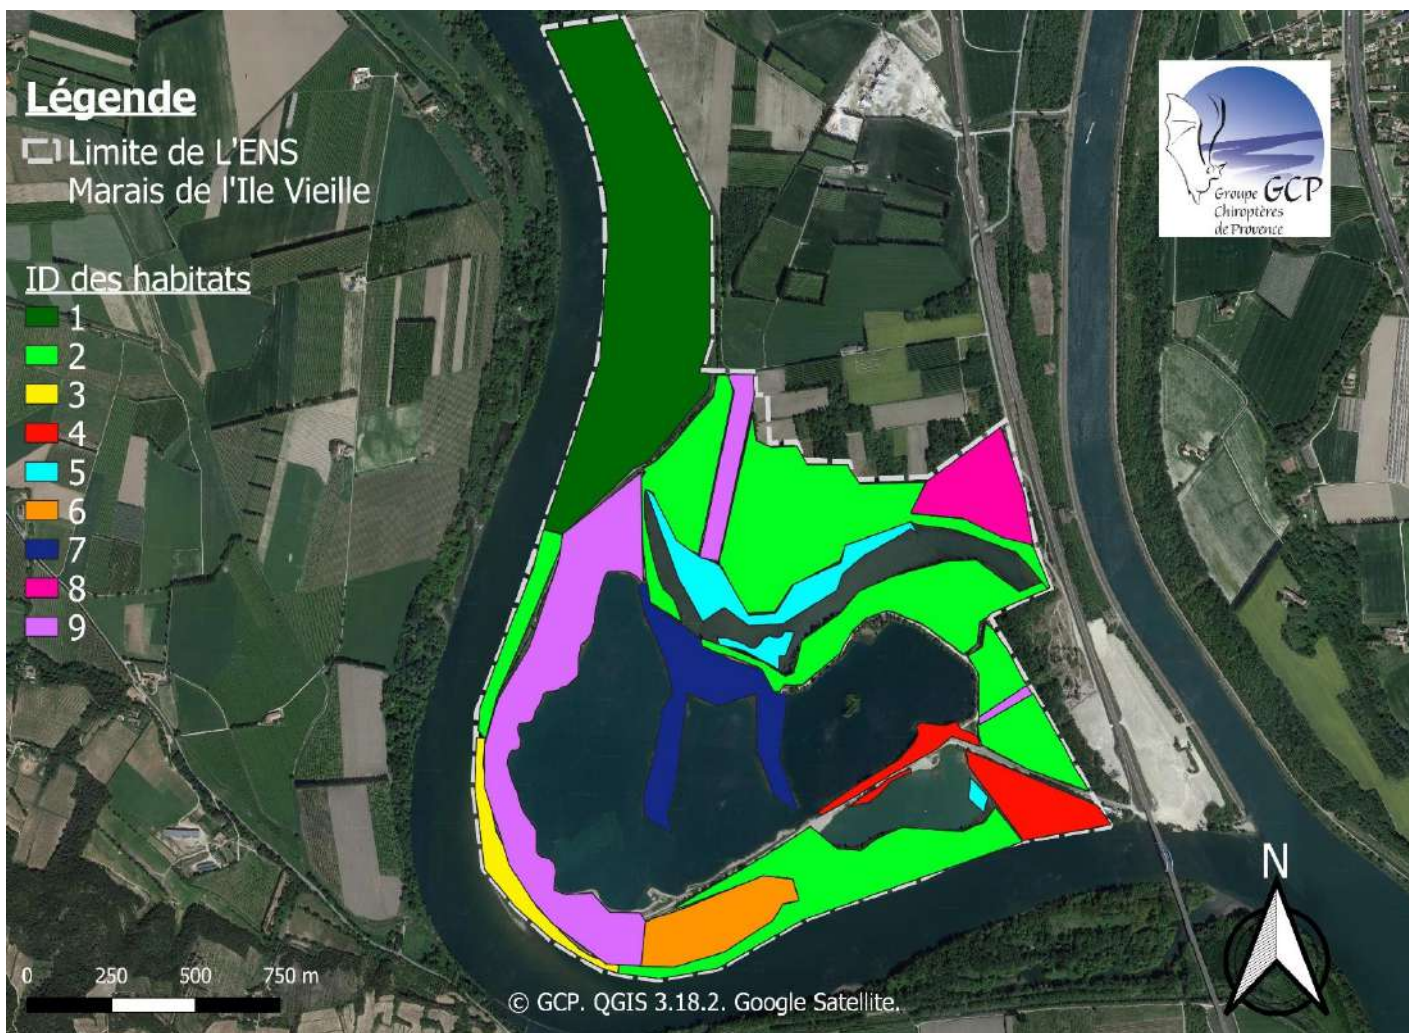 Légende
Limite de L'ENS
Marais de l'Ile Vieille
ID des habitats
1
2
3
4
5
6
7
8
9
Groupe GCP
Chiroptères
de Provence
N
0 250 500 750 m
© GCP. QGIS 3.18.2. Google Satellite.